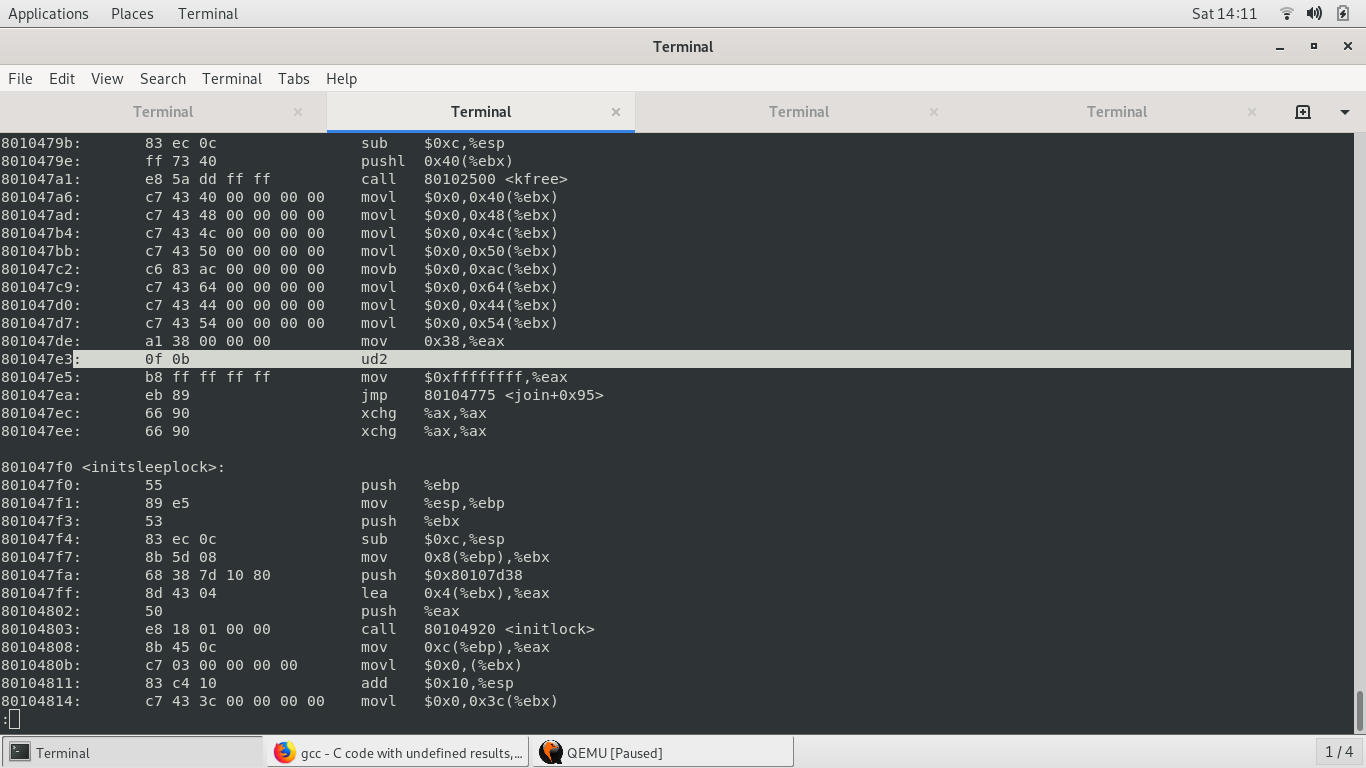 Applications Places Terminal Sat 14:11
Terminal
File Edit View Search Terminal Tabs Help
Terminal Terminal Terminal Terminal
8010479b: 83 ec 0c sub $0xc,%esp
8010479e: ff 73 40 pushl 0x40(%ebx)
801047a1: e8 5a dd ff ff call 80102500 <kfree>
801047a6: c7 43 40 00 00 00 00 movl $0x0,0x40(%ebx)
801047ad: c7 43 48 00 00 00 00 movl $0x0,0x48(%ebx)
801047b4: c7 43 4c 00 00 00 00 movl $0x0,0x4c(%ebx)
801047bb: c7 43 50 00 00 00 00 movl $0x0,0x50(%ebx)
801047c2: c6 83 ac 00 00 00 00 movb $0x0,0xac(%ebx)
801047c9: c7 43 64 00 00 00 00 movl $0x0,0x64(%ebx)
801047d0: c7 43 44 00 00 00 00 movl $0x0,0x44(%ebx)
801047d7: c7 43 54 00 00 00 00 movl $0x0,0x54(%ebx)
801047de: a1 38 00 00 00 mov 0x38,%eax
801047e3: 0f 0b ud2
801047e5: b8 ff ff ff ff mov $0xffffffff,%eax
801047ea: eb 89 jmp 80104775 <join+0x95>
801047ec: 66 90 xchg %ax,%ax
801047ee: 66 90 xchg %ax,%ax
801047f0 <initsleeplock>:
801047f0: 55 push %ebp
801047f1: 89 e5 mov %esp,%ebp
801047f3: 53 push %ebx
801047f4: 83 ec 0c sub $0xc,%esp
801047f7: 8b 5d 08 mov 0x8(%ebp),%ebx
801047fa: 68 38 7d 10 80 push $0x80107d38
801047ff: 8d 43 04 lea 0x4(%ebx),%eax
80104802: 50 push %eax
80104803: e8 18 01 00 00 call 80104920 <initlock>
80104808: 8b 45 0c mov 0xc(%ebp),%eax
8010480b: c7 03 00 00 00 00 movl $0x0,(%ebx)
80104811: 83 c4 10 add $0x10,%esp
80104814: c7 43 3c 00 00 00 00 movl $0x0,0x3c(%ebx)
:
Terminal gcc - C code with undefined results,... QEMU [Paused] 1 / 4